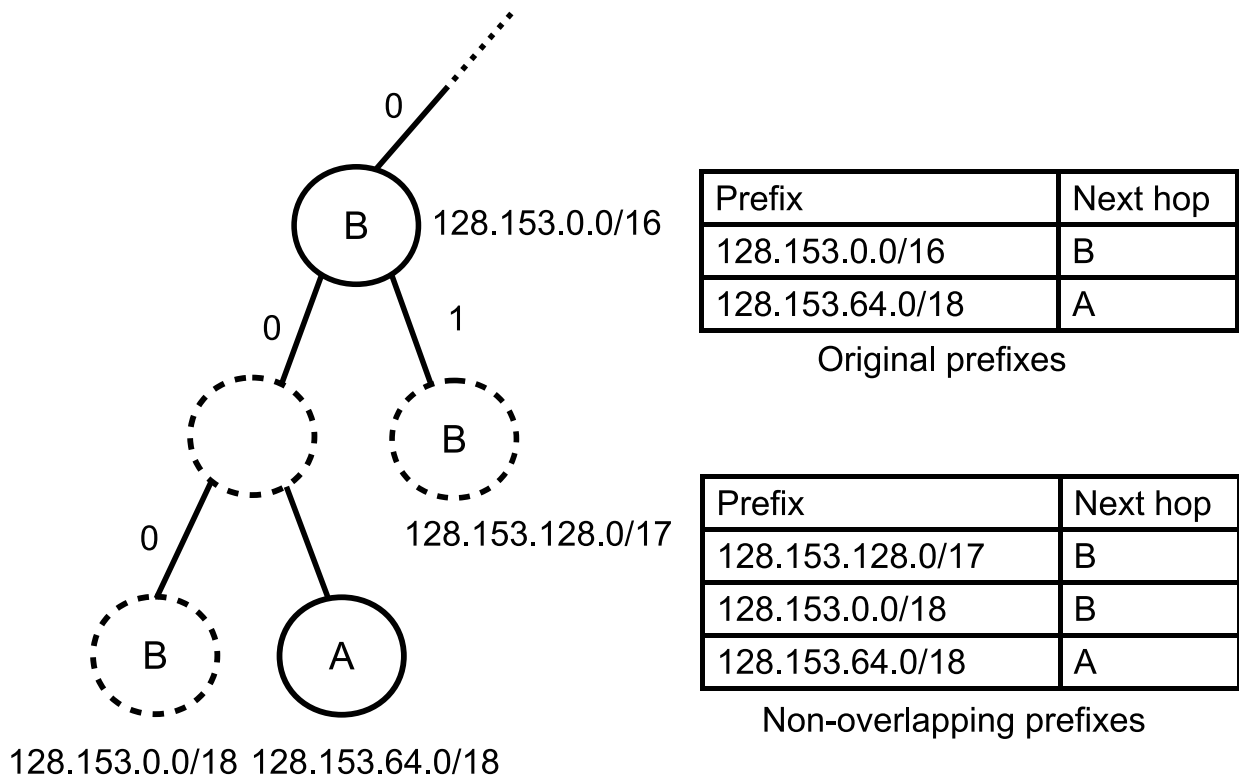 0
B 128.153.0.0/16
0 1
B
128.153.128.0/17
0
B A
128.153.0.0/18 128.153.64.0/18
Prefix Next hop
128.153.0.0/16 B
128.153.64.0/18 A
Original prefixes
Prefix Next hop
128.153.128.0/17 B
128.153.0.0/18 B
128.153.64.0/18 A
Non-overlapping prefixes